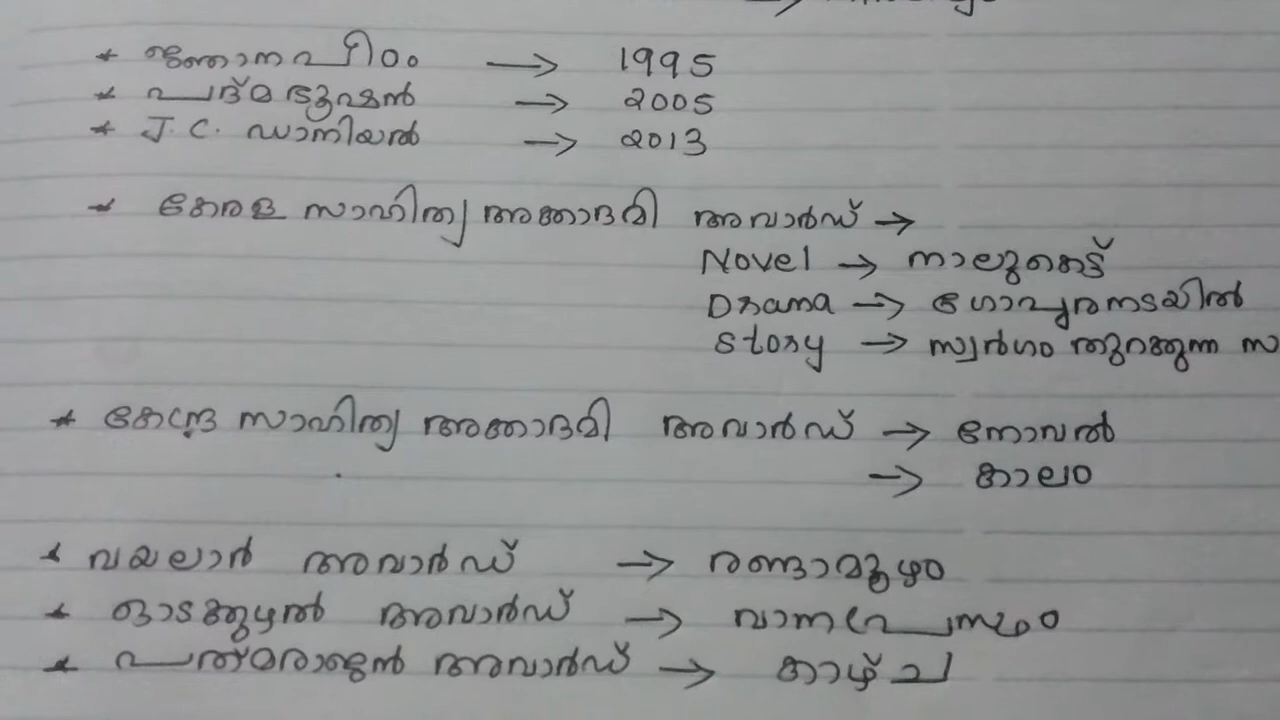 * ജ്ഞാനപീഠം → 1995
* പദ്മഭൂഷൺ → 2005
* J.C. ഡാനിയൽ → 2013
* കേരള സാഹിത്യ അക്കാദമി അവാർഡ് →
Novel → നാലുകെട്ട്
Drama → ഗോപുരനടയിൽ
Story → സ്വർഗം തുറക്കുന്ന സ
* കേന്ദ്ര സാഹിത്യ അക്കാദമി അവാർഡ് → നോവൽ
→ കാലം
* വയലാർ അവാർഡ് → രണ്ടാമൂഴം
* ഓടക്കുഴൽ അവാർഡ് → വാനപ്രസ്ഥം
* പത്മരാജൻ അവാർഡ് → കാഴ്ച